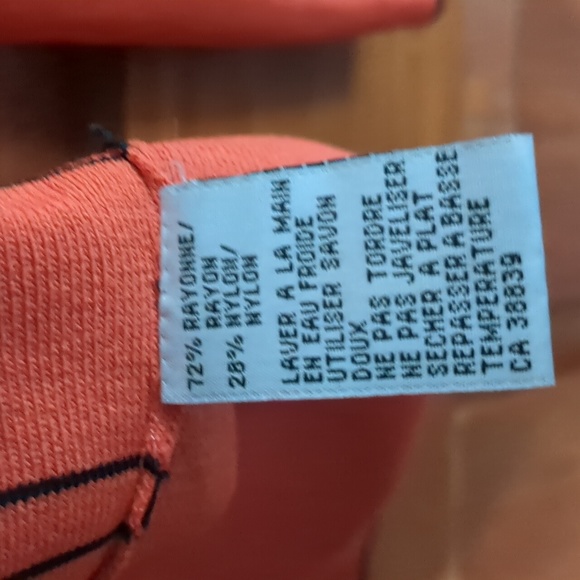 72% RAYONNE/
RAYON
28% NYLON/
NYLON
LAVER A LA MAIN
EN EAU FROIDE
UTILISER SAVON
DOUX
NE PAS TORDRE
NE PAS JAVELISER
SECHER A PLAT
REPASSER A BASSE
TEMPERATURE
CA 38839